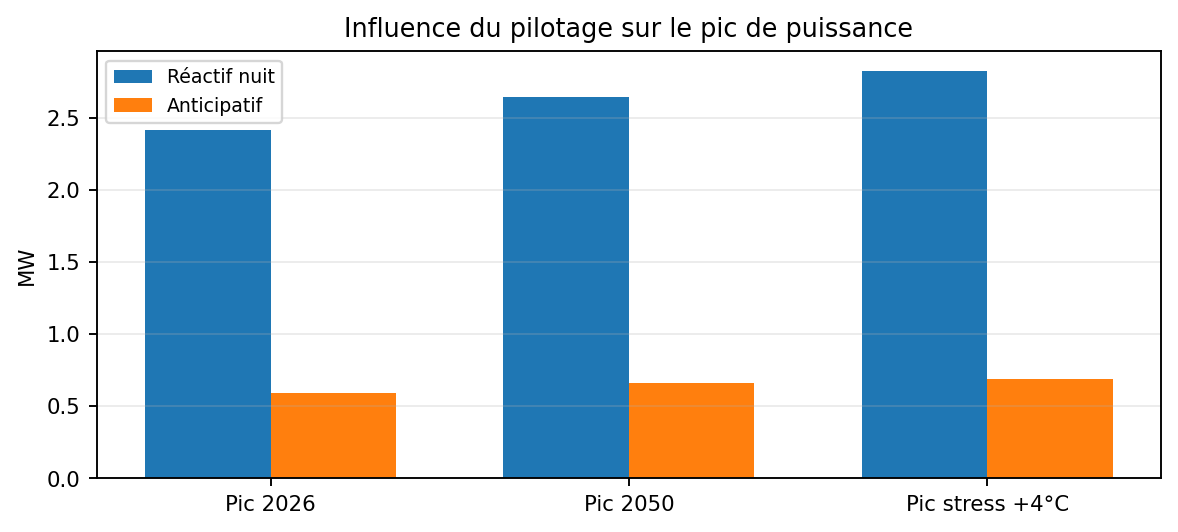 Influence du pilotage sur le pic de puissance
Réactif nuit
Anticipatif
MW
2.5
2.0
1.5
1.0
0.5
0.0
Pic 2026
Pic 2050
Pic stress +4°C